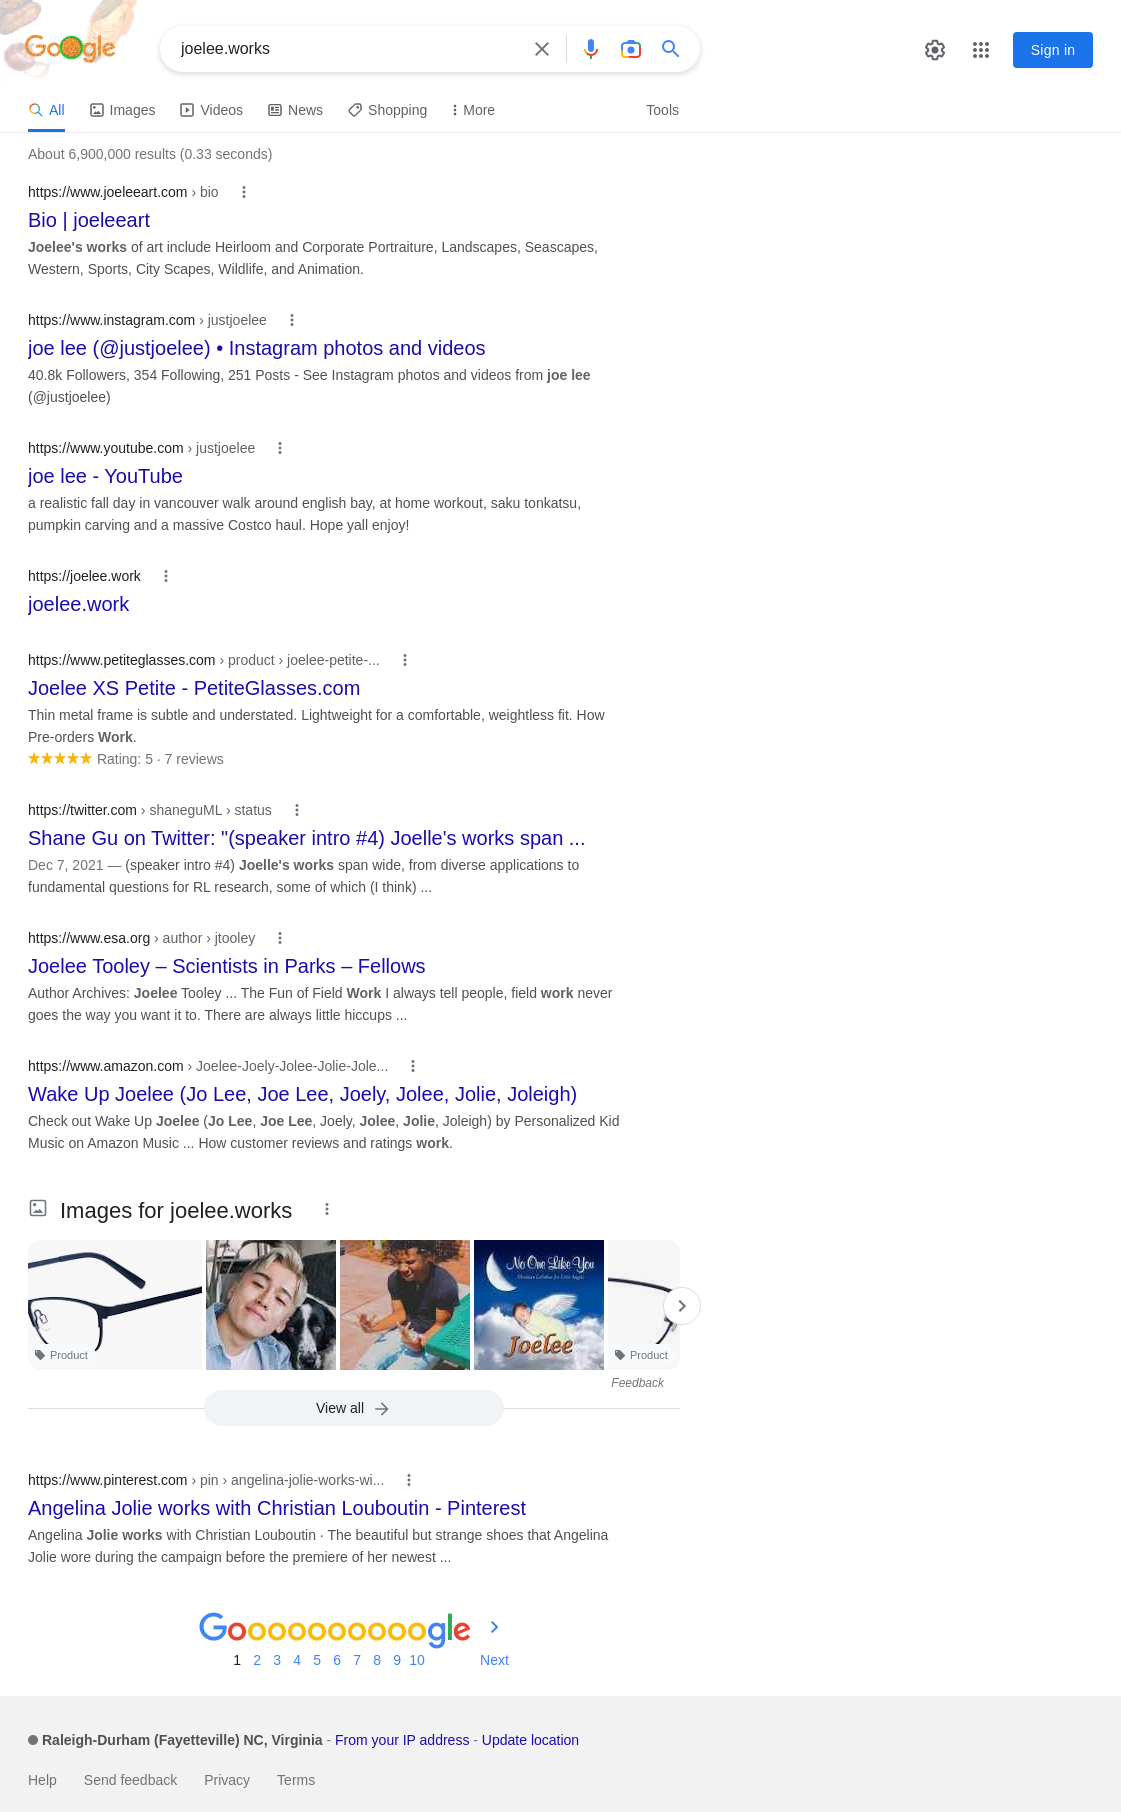 Google
joelee.works
Sign in
All Images Videos News Shopping More Tools
About 6,900,000 results (0.33 seconds)
https://www.joeleeart.com › bio
Bio | joeleeart
Joelee's works of art include Heirloom and Corporate Portraiture, Landscapes, Seascapes,
Western, Sports, City Scapes, Wildlife, and Animation.
https://www.instagram.com › justjoelee
joe lee (@justjoelee) • Instagram photos and videos
40.8k Followers, 354 Following, 251 Posts - See Instagram photos and videos from joe lee
(@justjoelee)
https://www.youtube.com › justjoelee
joe lee - YouTube
a realistic fall day in vancouver walk around english bay, at home workout, saku tonkatsu,
pumpkin carving and a massive Costco haul. Hope yall enjoy!
https://joelee.work
joelee.work
https://www.petiteglasses.com › product › joelee-petite-...
Joelee XS Petite - PetiteGlasses.com
Thin metal frame is subtle and understated. Lightweight for a comfortable, weightless fit. How
Pre-orders Work.
Rating: 5 · 7 reviews
https://twitter.com › shaneguML › status
Shane Gu on Twitter: "(speaker intro #4) Joelle's works span ...
Dec 7, 2021 — (speaker intro #4) Joelle's works span wide, from diverse applications to
fundamental questions for RL research, some of which (I think) ...
https://www.esa.org › author › jtooley
Joelee Tooley – Scientists in Parks – Fellows
Author Archives: Joelee Tooley ... The Fun of Field Work I always tell people, field work never
goes the way you want it to. There are always little hiccups ...
https://www.amazon.com › Joelee-Joely-Jolee-Jolie-Jole...
Wake Up Joelee (Jo Lee, Joe Lee, Joely, Jolee, Jolie, Joleigh)
Check out Wake Up Joelee (Jo Lee, Joe Lee, Joely, Jolee, Jolie, Joleigh) by Personalized Kid
Music on Amazon Music ... How customer reviews and ratings work.
Images for joelee.works
No One Like You
Christian Lullabies for Little Angels
Joelee
Product
Product
Feedback
View all
https://www.pinterest.com › pin › angelina-jolie-works-wi...
Angelina Jolie works with Christian Louboutin - Pinterest
Angelina Jolie works with Christian Louboutin · The beautiful but strange shoes that Angelina
Jolie wore during the campaign before the premiere of her newest ...
Goooooooooogle
1 2 3 4 5 6 7 8 9 10 Next
Raleigh-Durham (Fayetteville) NC, Virginia - From your IP address - Update location
Help Send feedback Privacy Terms